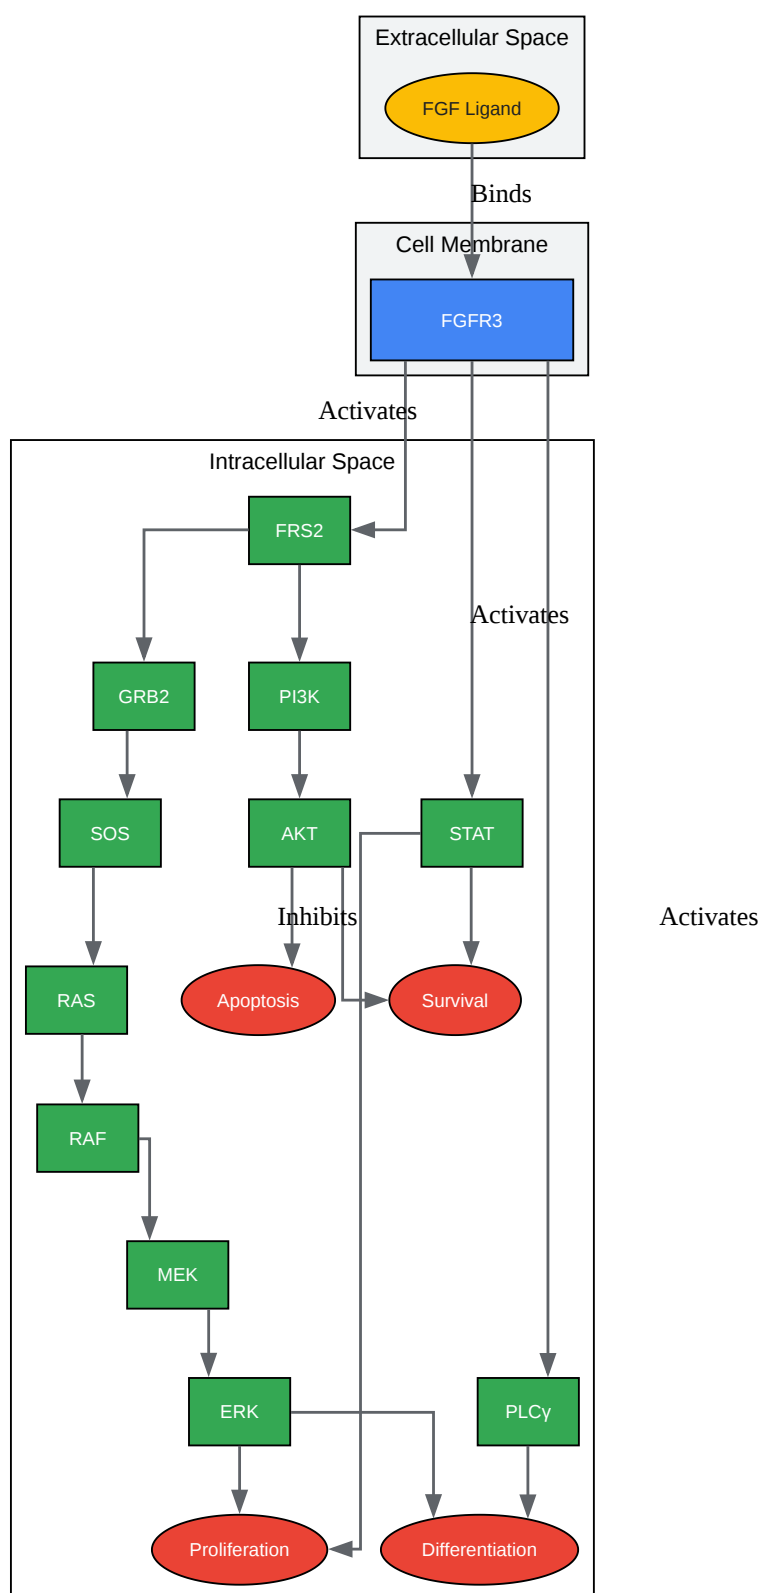 Extracellular Space
FGF Ligand
Binds
Cell Membrane
FGFR3
Activates
Intracellular Space
FRS2
Activates
GRB2
PI3K
SOS
AKT
STAT
Inhibits
Activates
RAS
Apoptosis
Survival
RAF
MEK
ERK
PLCγ
Proliferation
Differentiation